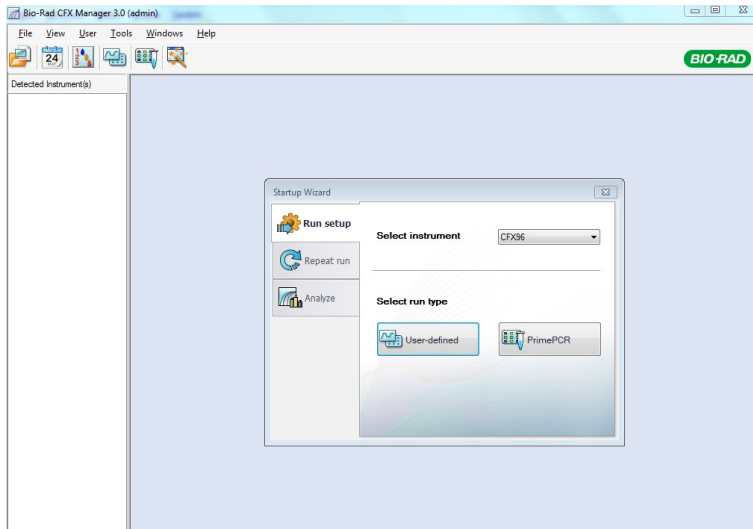 Bio-Rad CFX Manager 3.0 (admin)
File View User Tools Windows Help
24
BIO-RAD
Detected Instrument(s)
Startup Wizard
Run setup
Select instrument
CFX96
Repeat run
Analyze
Select run type
User-defined
PrimePCR